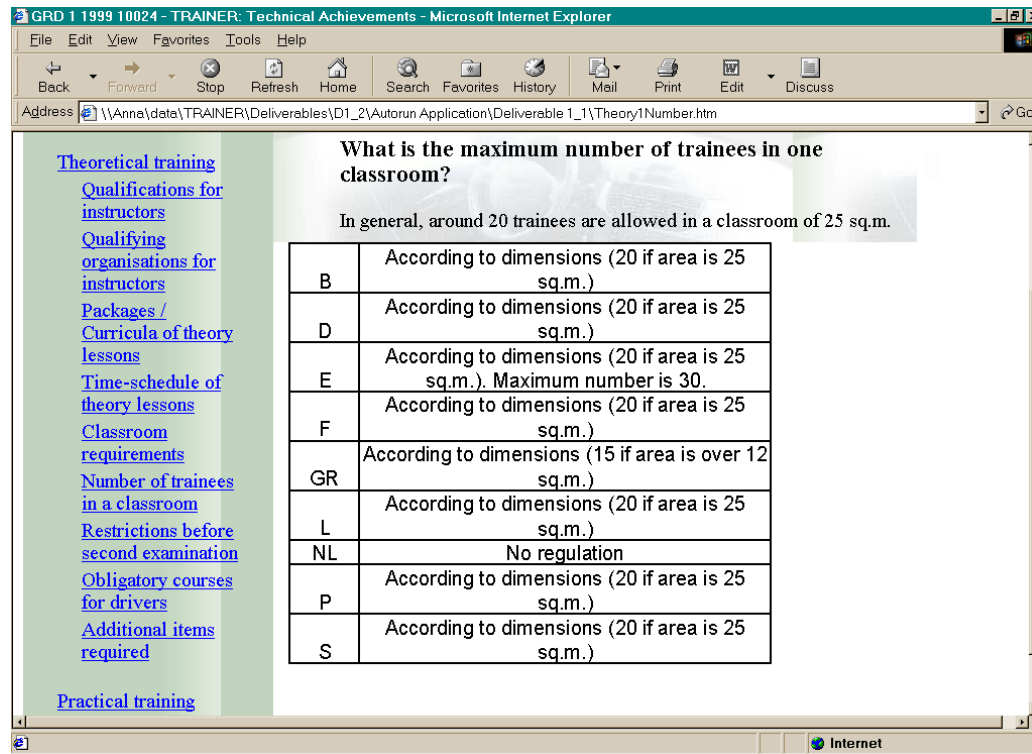 GRD 1 1999 10024 - TRAINER: Technical Achievements - Microsoft Internet Explorer
File Edit View Favorites Tools Help
Back Forward Stop Refresh Home Search Favorites History Mail Print Edit Discuss
Address \\Anna\data\TRAINER\Deliverables\D1_2\Autorun Application\Deliverable 1_1\Theory1Number.htm Go
Theoretical training
Qualifications for
instructors
Qualifying
organisations for
instructors
Packages /
Curricula of theory
lessons
Time-schedule of
theory lessons
Classroom
requirements
Number of trainees
in a classroom
Restrictions before
second examination
Obligatory courses
for drivers
Additional items
required
Practical training
What is the maximum number of trainees in one
classroom?
In general, around 20 trainees are allowed in a classroom of 25 sq.m.
According to dimensions (20 if area is 25
B sq.m.)
According to dimensions (20 if area is 25
D sq.m.)
According to dimensions (20 if area is 25
E sq.m.). Maximum number is 30.
According to dimensions (20 if area is 25
F sq.m.)
According to dimensions (15 if area is over 12
GR sq.m.)
According to dimensions (20 if area is 25
L sq.m.)
NL No regulation
According to dimensions (20 if area is 25
P sq.m.)
According to dimensions (20 if area is 25
S sq.m.)
Internet